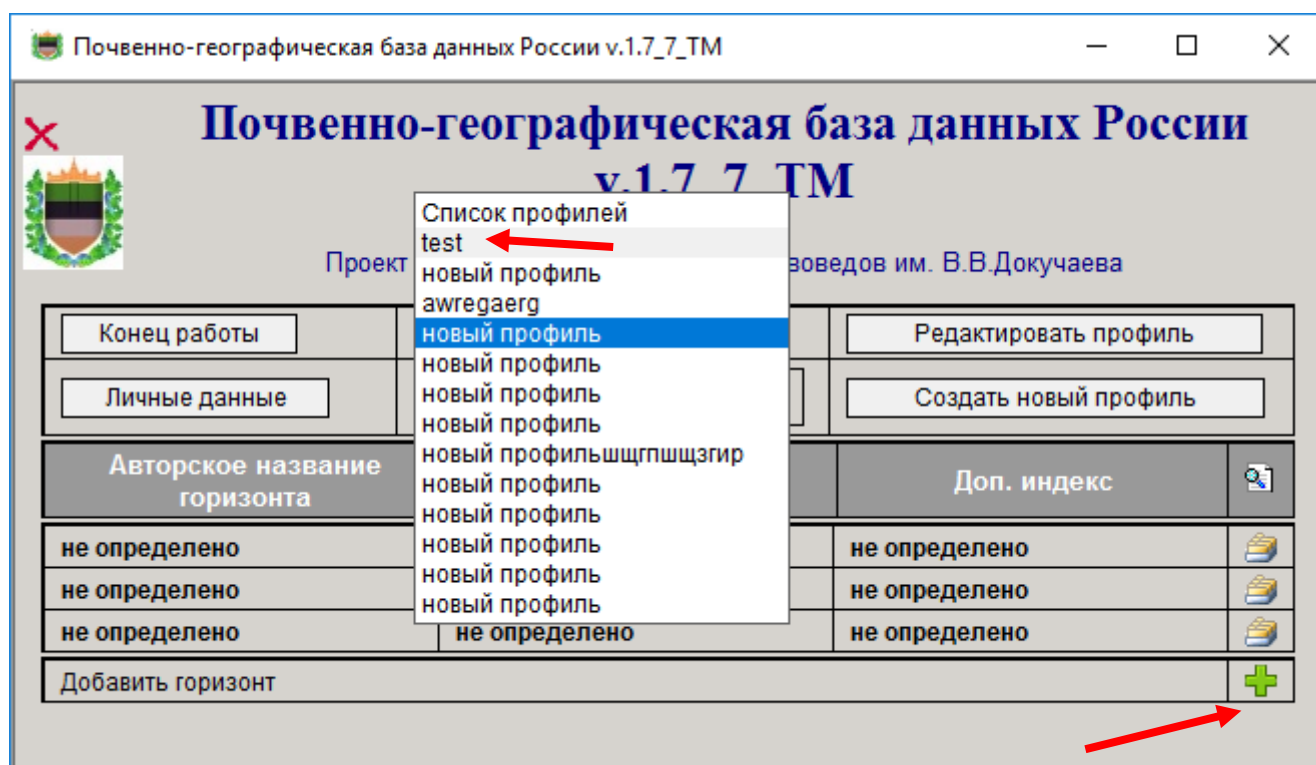 Почвенно-географическая база данных России v.1.7_7_TM
Почвенно-географическая база данных России
v.1.7_7_TM
Список профилей
test
Проект
воведов им. В.В.Докучаева
новый профиль
awregaerg
Конец работы
новый профиль
Редактировать профиль
новый профиль
Личные данные
новый профиль
Создать новый профиль
новый профиль
новый профильшщгпшщзгир
Авторское название
горизонта
новый профиль
Доп. индекс
новый профиль
не определено
новый профиль
не определено
не определено
новый профиль
не определено
новый профиль
не определено
не определено
не определено
Добавить горизонт